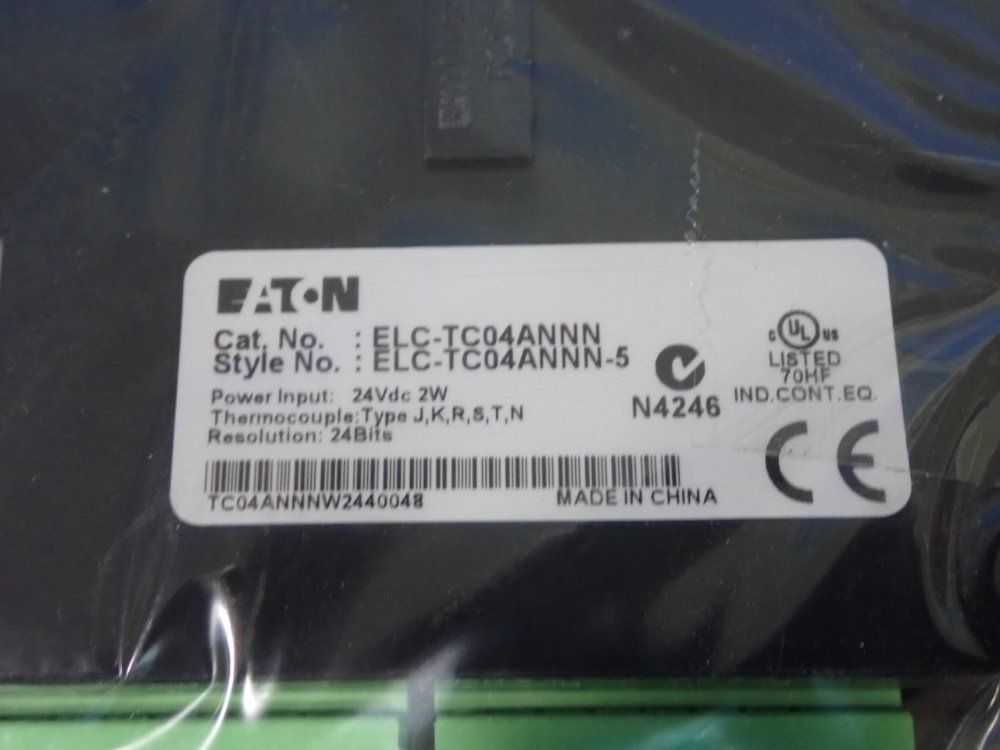 EATON
Cat. No. : ELC-TC04ANNN
Style No. : ELC-TC04ANNN-5
Power Input: 24Vdc 2W
Thermocouple:Type J,K,R,S,T,N
Resolution: 24Bits
TC04ANNNW2440048
MADE IN CHINA
N4246
c UL us
LISTED
70HF
IND.CONT.EQ.
CE